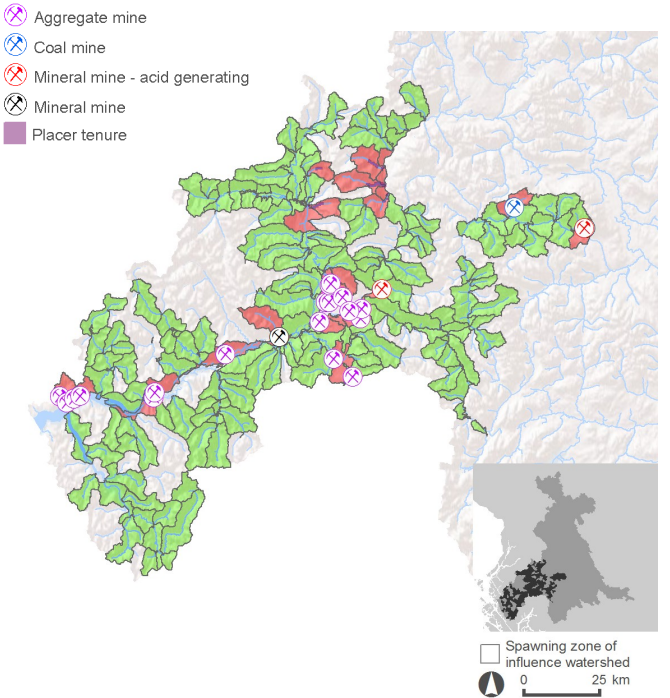 Aggregate mine
Coal mine
Mineral mine - acid generating
Mineral mine
Placer tenure
Spawning zone of
influence watershed
0 25 km